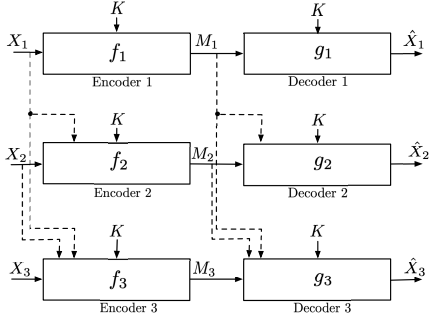 K K
X₁ f₁ M₁ g₁ X̂₁
Encoder 1 Decoder 1
K K
X₂ f₂ M₂ g₂ X̂₂
Encoder 2 Decoder 2
K K
X₃ f₃ M₃ g₃ X̂₃
Encoder 3 Decoder 3